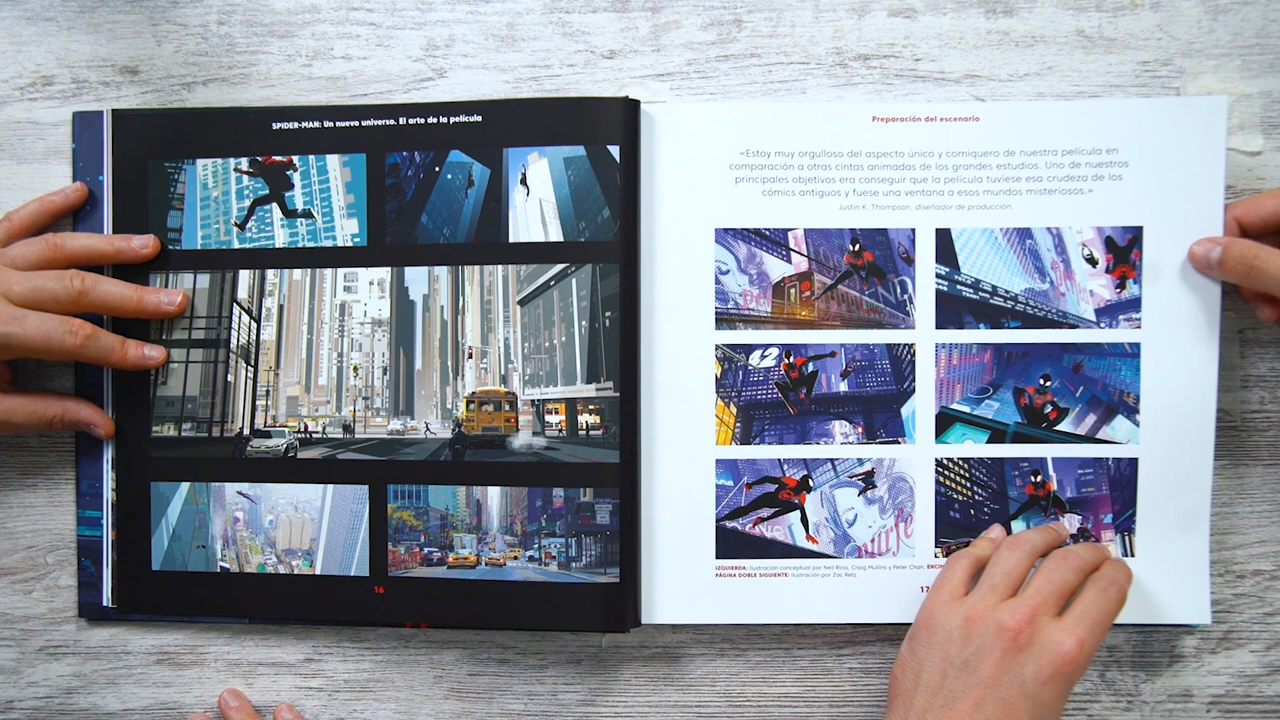 SPIDER-MAN: Un nuevo universo. El arte de la película
16
Preparación del escenario
«Estoy muy orgulloso del aspecto único y comiquero de nuestra película en
comparación a otras cintas animadas de los grandes estudios. Uno de nuestros
principales objetivos era conseguir que la película tuviese esa crudeza de los
cómics antiguos y fuese una ventana a esos mundos misteriosos.»
Justin K. Thompson, diseñador de producción.
42
IZQUIERDA: Ilustración conceptual por Neil Ross, Craig Mullins y Peter Chan.
PÁGINA DOBLE SIGUIENTE: Ilustración por Zac Retz.
17